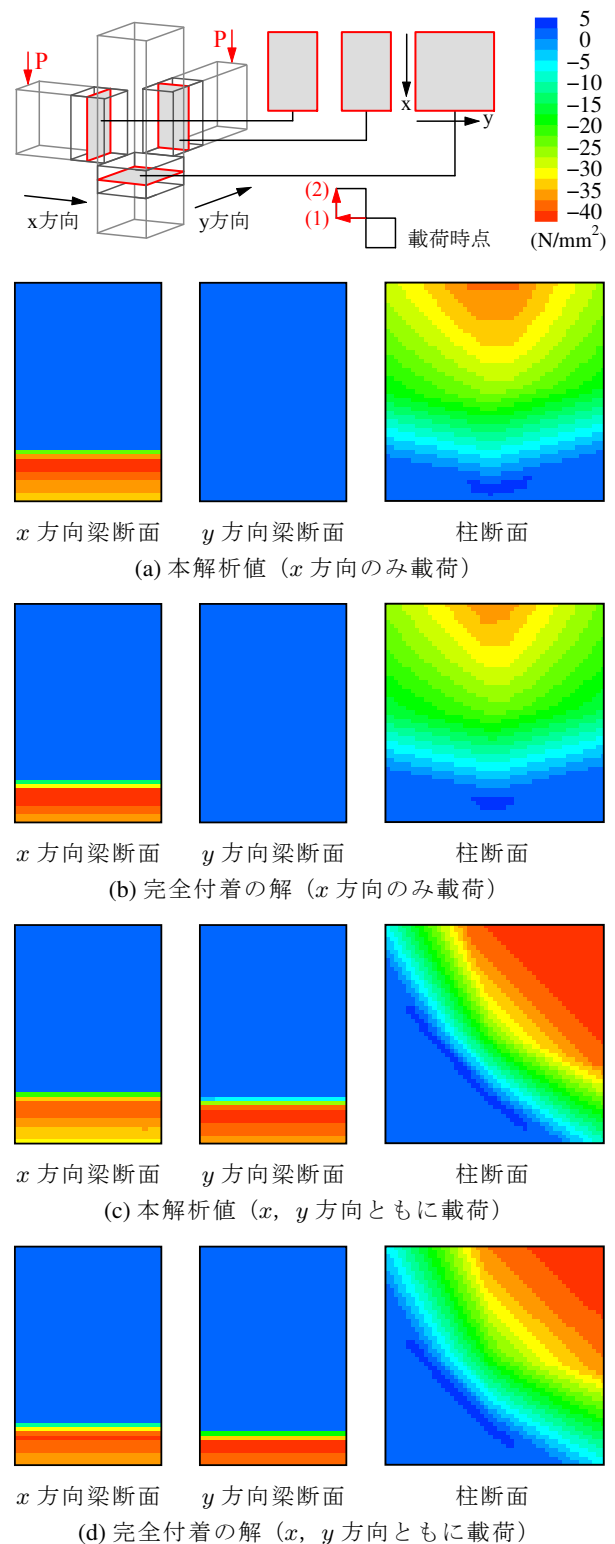 P
P
x
y
x方向
y方向
(2)
(1)
載荷時点
5
0
−5
−10
−15
−20
−25
−30
−35
−40
(N/mm²)
x 方向梁断面
y 方向梁断面
柱断面
(a) 本解析値（x 方向のみ載荷）
x 方向梁断面
y 方向梁断面
柱断面
(b) 完全付着の解（x 方向のみ載荷）
x 方向梁断面
y 方向梁断面
柱断面
(c) 本解析値（x, y 方向ともに載荷）
x 方向梁断面
y 方向梁断面
柱断面
(d) 完全付着の解（x, y 方向ともに載荷）